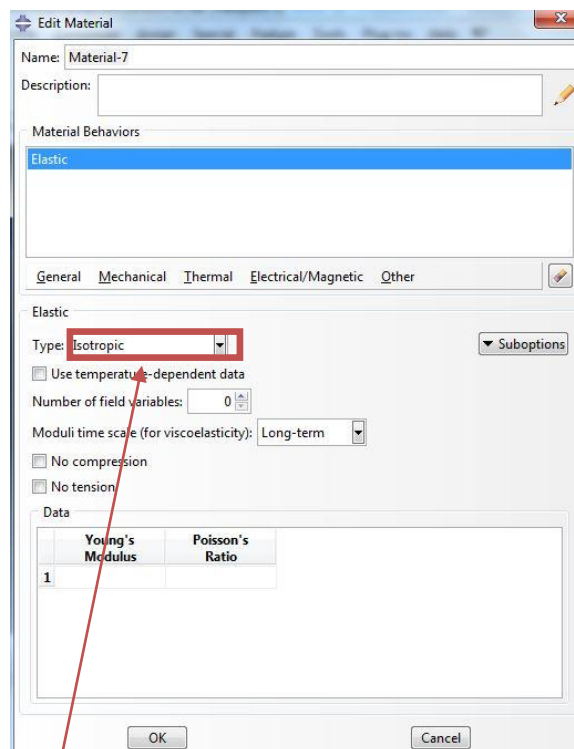 Edit Material
Name: Material-7
Description:
Material Behaviors
Elastic
General Mechanical Thermal Electrical/Magnetic Other
Elastic
Type: Isotropic
Suboptions
Use temperature-dependent data
Number of field variables: 0
Moduli time scale (for viscoelasticity): Long-term
No compression
No tension
Data
Young's Poisson's
Modulus Ratio
1
OK Cancel